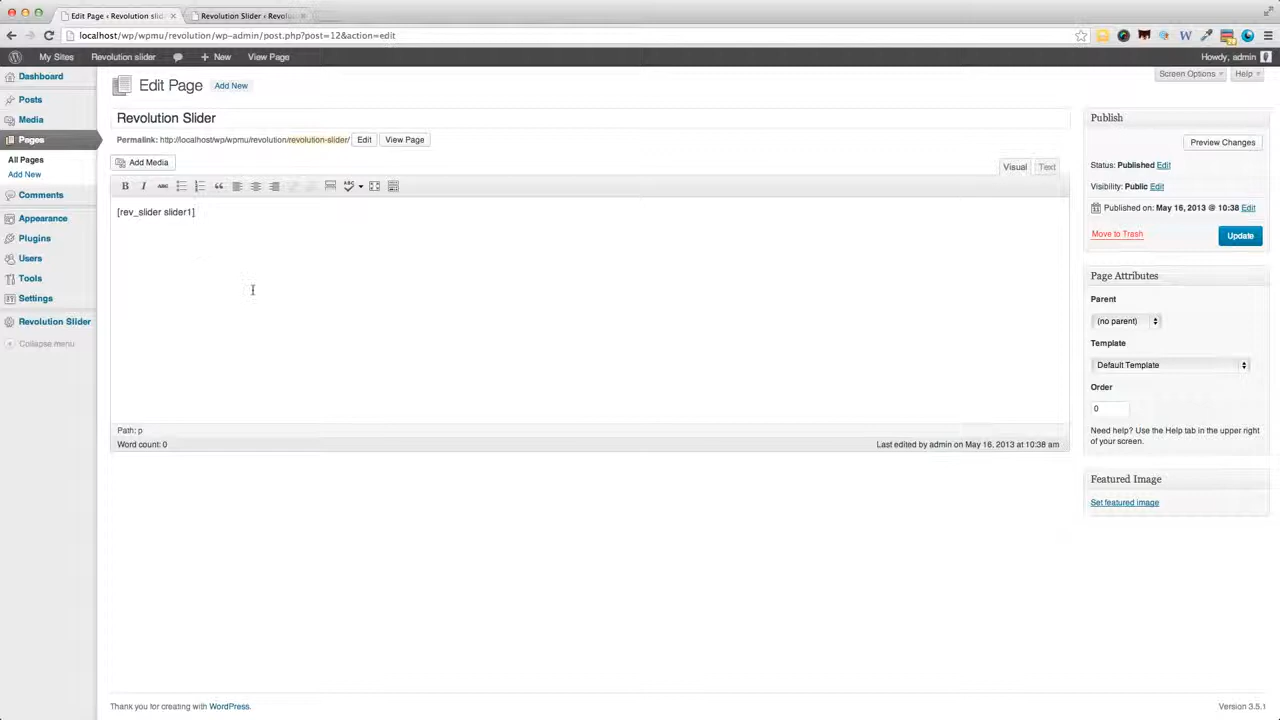 Edit Page ‹ Revolution slid
Revolution Slider ‹ Revolu
localhost/wp/wpmu/revolution/wp-admin/post.php?post=12&action=edit
My Sites
Revolution slider
+ New
View Page
Howdy, admin
Dashboard
Posts
Media
Pages
All Pages
Add New
Comments
Appearance
Plugins
Users
Tools
Settings
Revolution Slider
Collapse menu
Edit Page
Add New
Screen Options
Help
Revolution Slider
Permalink: http://localhost/wp/wpmu/revolution/revolution-slider/
Edit
View Page
Add Media
Visual
Text
B I ABC
ABC
[rev_slider slider1]
Path: p
Word count: 0
Last edited by admin on May 16, 2013 at 10:38 am
Publish
Preview Changes
Status: Published Edit
Visibility: Public Edit
Published on: May 16, 2013 @ 10:38 Edit
Move to Trash
Update
Page Attributes
Parent
(no parent)
Template
Default Template
Order
0
Need help? Use the Help tab in the upper right
of your screen.
Featured Image
Set featured image
Thank you for creating with WordPress.
Version 3.5.1